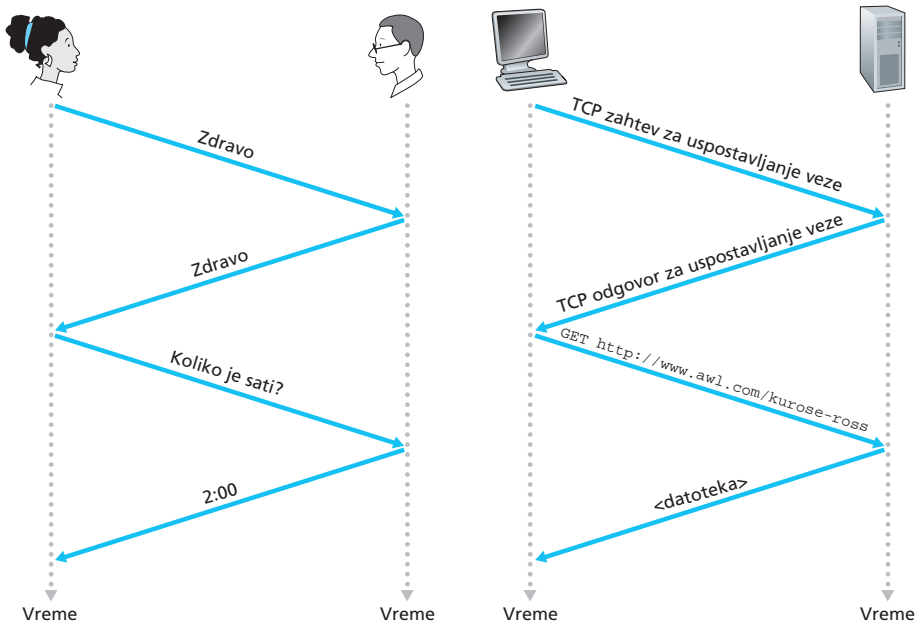 Zdravo
Zdravo
Koliko je sati?
2:00
Vreme
Vreme
TCP zahtev za uspostavljanje veze
TCP odgovor za uspostavljanje veze
GET http://www.awl.com/kurose-ross
<datoteka>
Vreme
Vreme